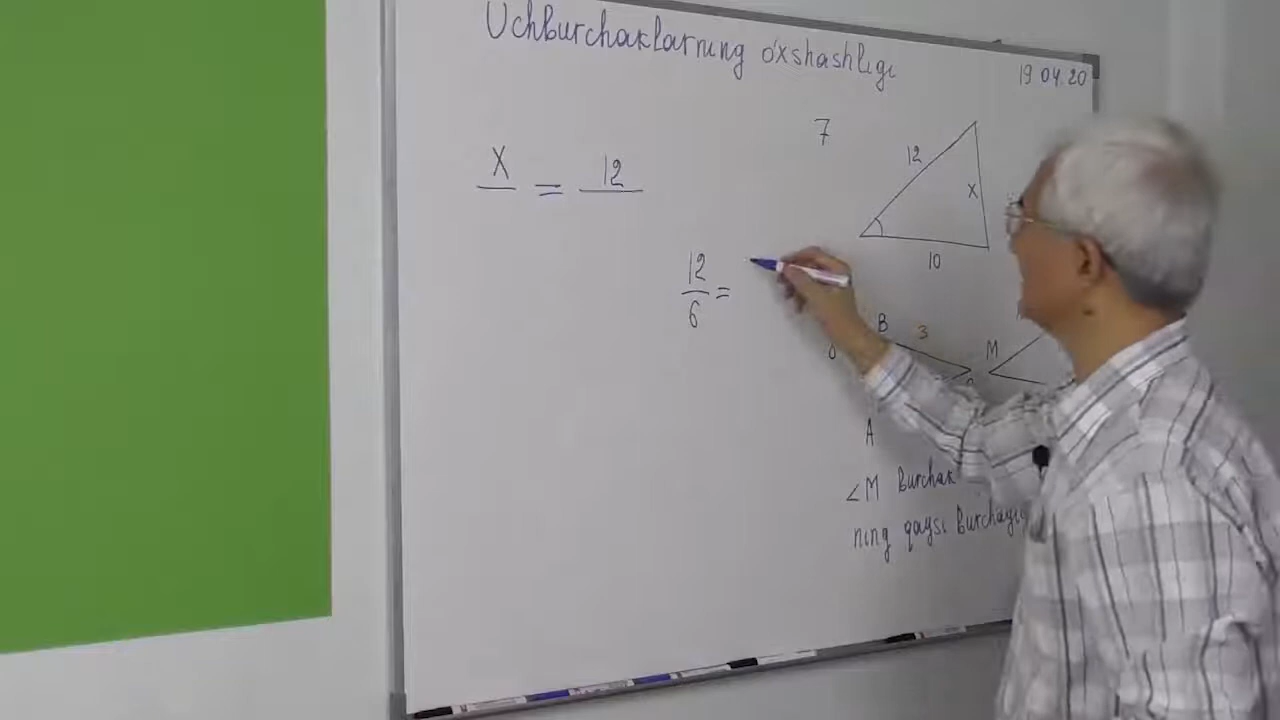 Uchburchaklarning o'xshashligi
19 04.20
X = 12
7
12
X
10
12
6 =
B
3
M
A
∠M burchak
ning qaysi burchagi